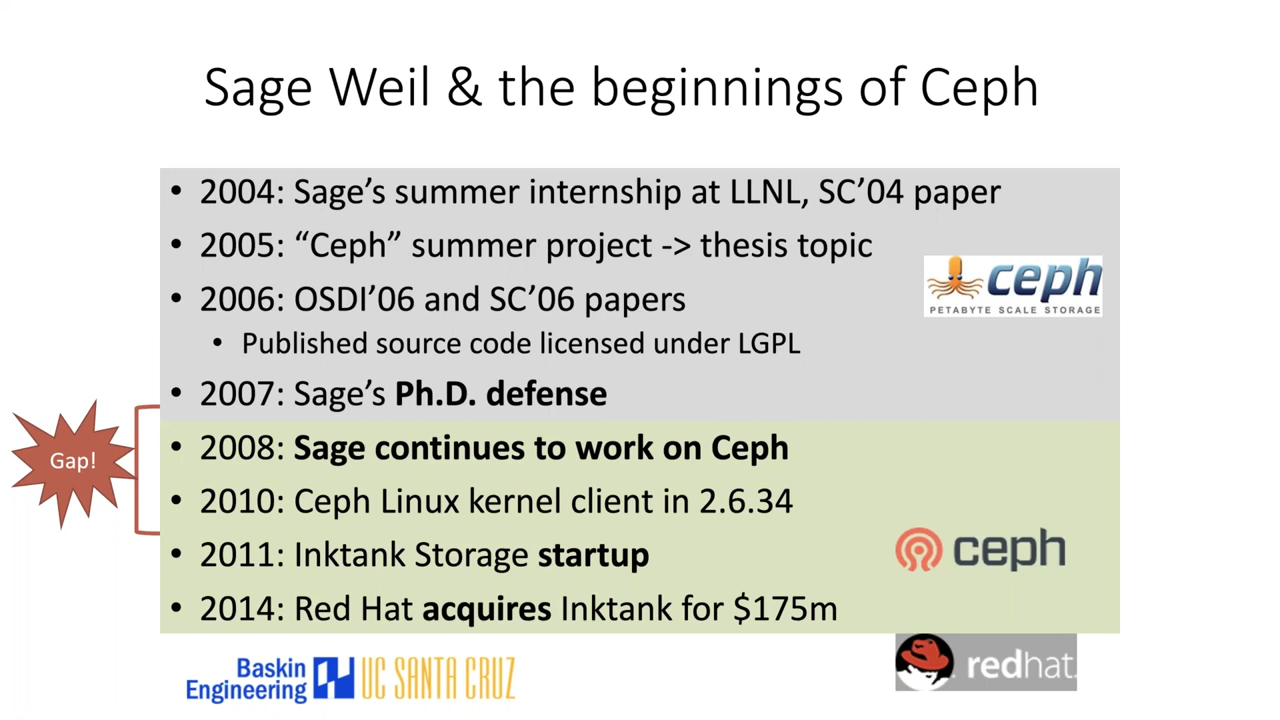 Sage Weil & the beginnings of Ceph
• 2004: Sage’s summer internship at LLNL, SC’04 paper
• 2005: “Ceph” summer project -> thesis topic
ceph
PETABYTE SCALE STORAGE
• 2006: OSDI’06 and SC’06 papers
• Published source code licensed under LGPL
• 2007: Sage’s Ph.D. defense
Gap!
• 2008: Sage continues to work on Ceph
• 2010: Ceph Linux kernel client in 2.6.34
• 2011: Inktank Storage startup
ceph
• 2014: Red Hat acquires Inktank for $175m
Baskin
Engineering
UC SANTA CRUZ
redhat.